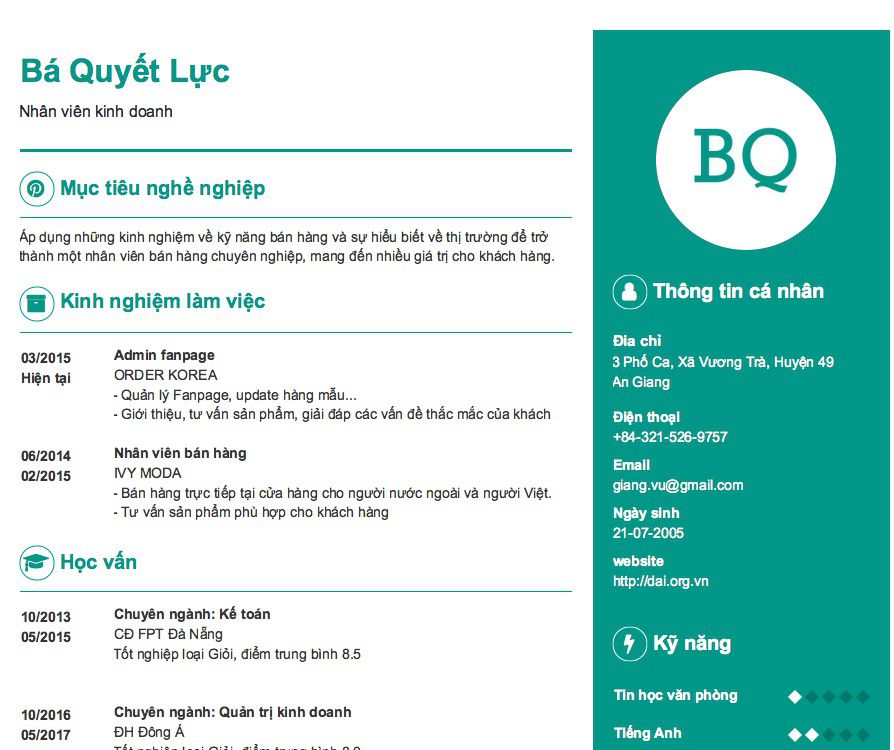 Bá Quyết Lực
Nhân viên kinh doanh
Mục tiêu nghề nghiệp
Áp dụng những kinh nghiệm về kỹ năng bán hàng và sự hiểu biết về thị trường để trở
thành một nhân viên bán hàng chuyên nghiệp, mang đến nhiều giá trị cho khách hàng.
Kinh nghiệm làm việc
03/2015
Hiện tại
Admin fanpage
ORDER KOREA
- Quản lý Fanpage, update hàng mẫu...
- Giới thiệu, tư vấn sản phẩm, giải đáp các vấn đề thắc mắc của khách
06/2014
02/2015
Nhân viên bán hàng
IVY MODA
- Bán hàng trực tiếp tại cửa hàng cho người nước ngoài và người Việt.
- Tư vấn sản phẩm phù hợp cho khách hàng
Học vấn
10/2013
05/2015
Chuyên ngành: Kế toán
CĐ FPT Đà Nẵng
Tốt nghiệp loại Giỏi, điểm trung bình 8.5
10/2016
05/2017
Chuyên ngành: Quản trị kinh doanh
ĐH Đông Á
Tốt nghiệp loại Giỏi, điểm trung bình
BQ
Thông tin cá nhân
Địa chỉ
3 Phố Ca, Xã Vương Trà, Huyện 49
An Giang
Điện thoại
+84-321-526-9757
Email
giang.vu@gmail.com
Ngày sinh
21-07-2005
website
http://dai.org.vn
Kỹ năng
Tin học văn phòng
Tiếng Anh